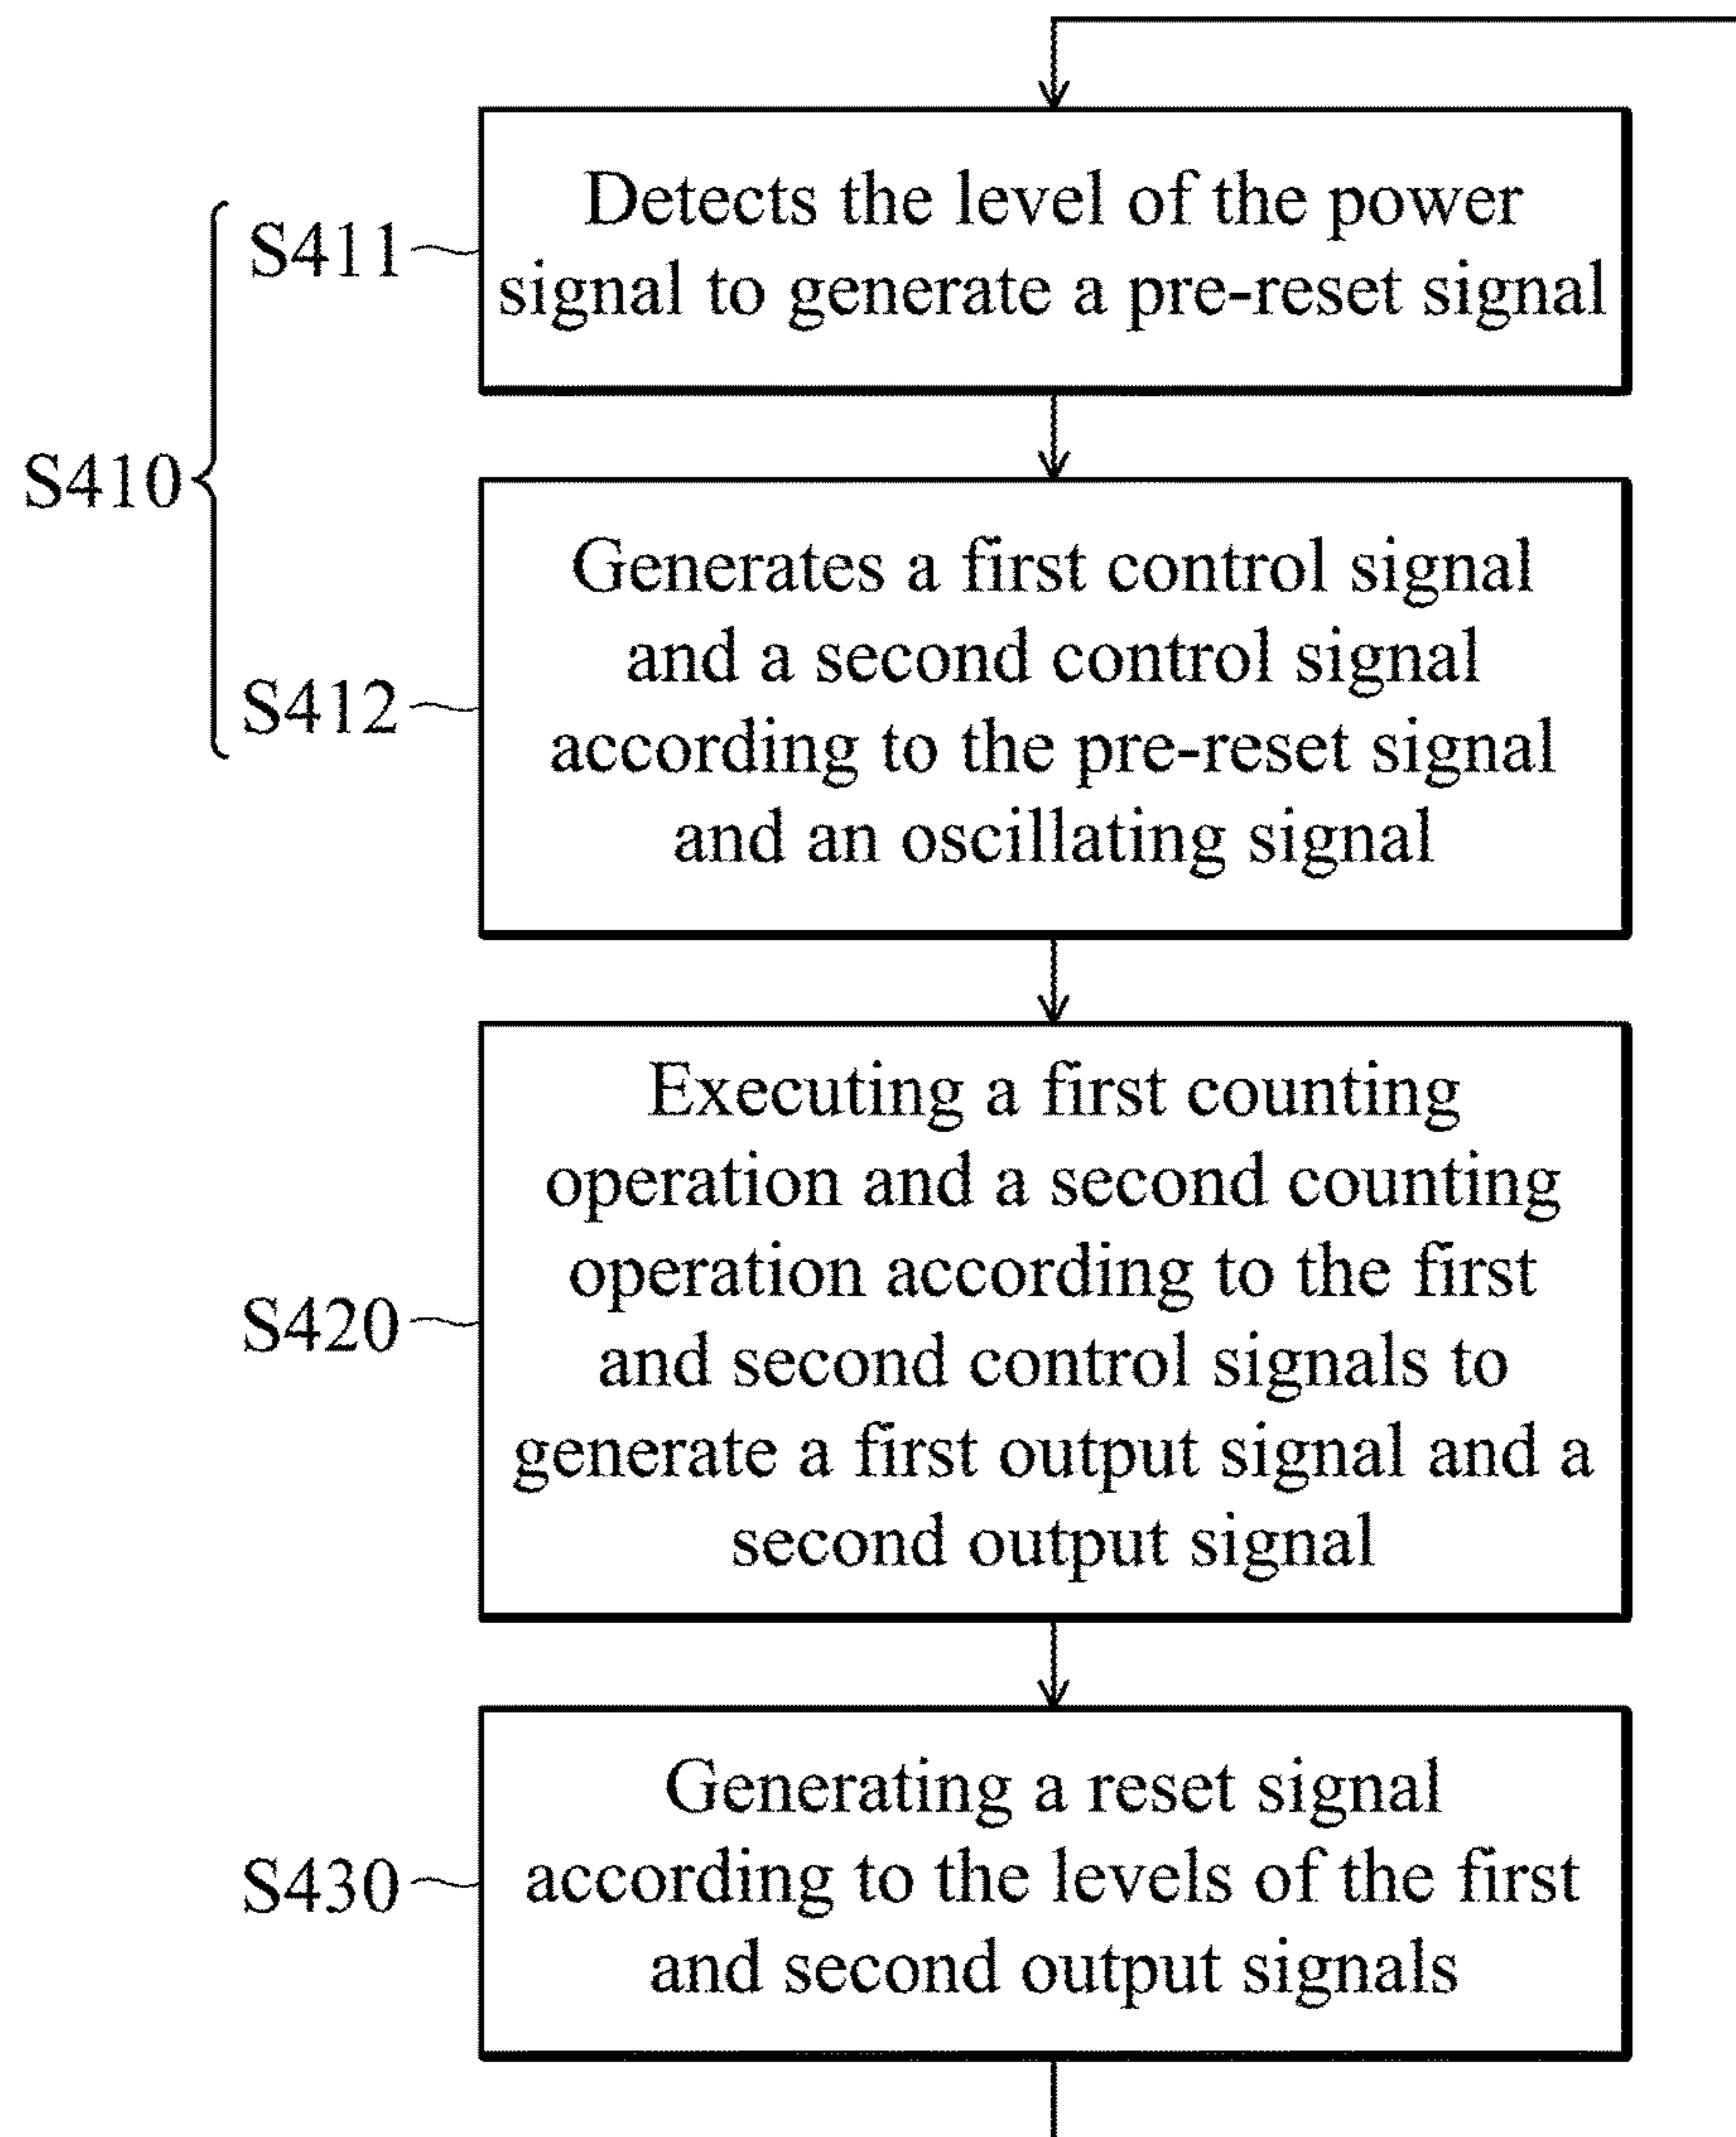 S410
S411
Detects the level of the power
signal to generate a pre-reset signal
S412
Generates a first control signal
and a second control signal
according to the pre-reset signal
and an oscillating signal
S420
Executing a first counting
operation and a second counting
operation according to the first
and second control signals to
generate a first output signal and a
second output signal
S430
Generating a reset signal
according to the levels of the first
and second output signals